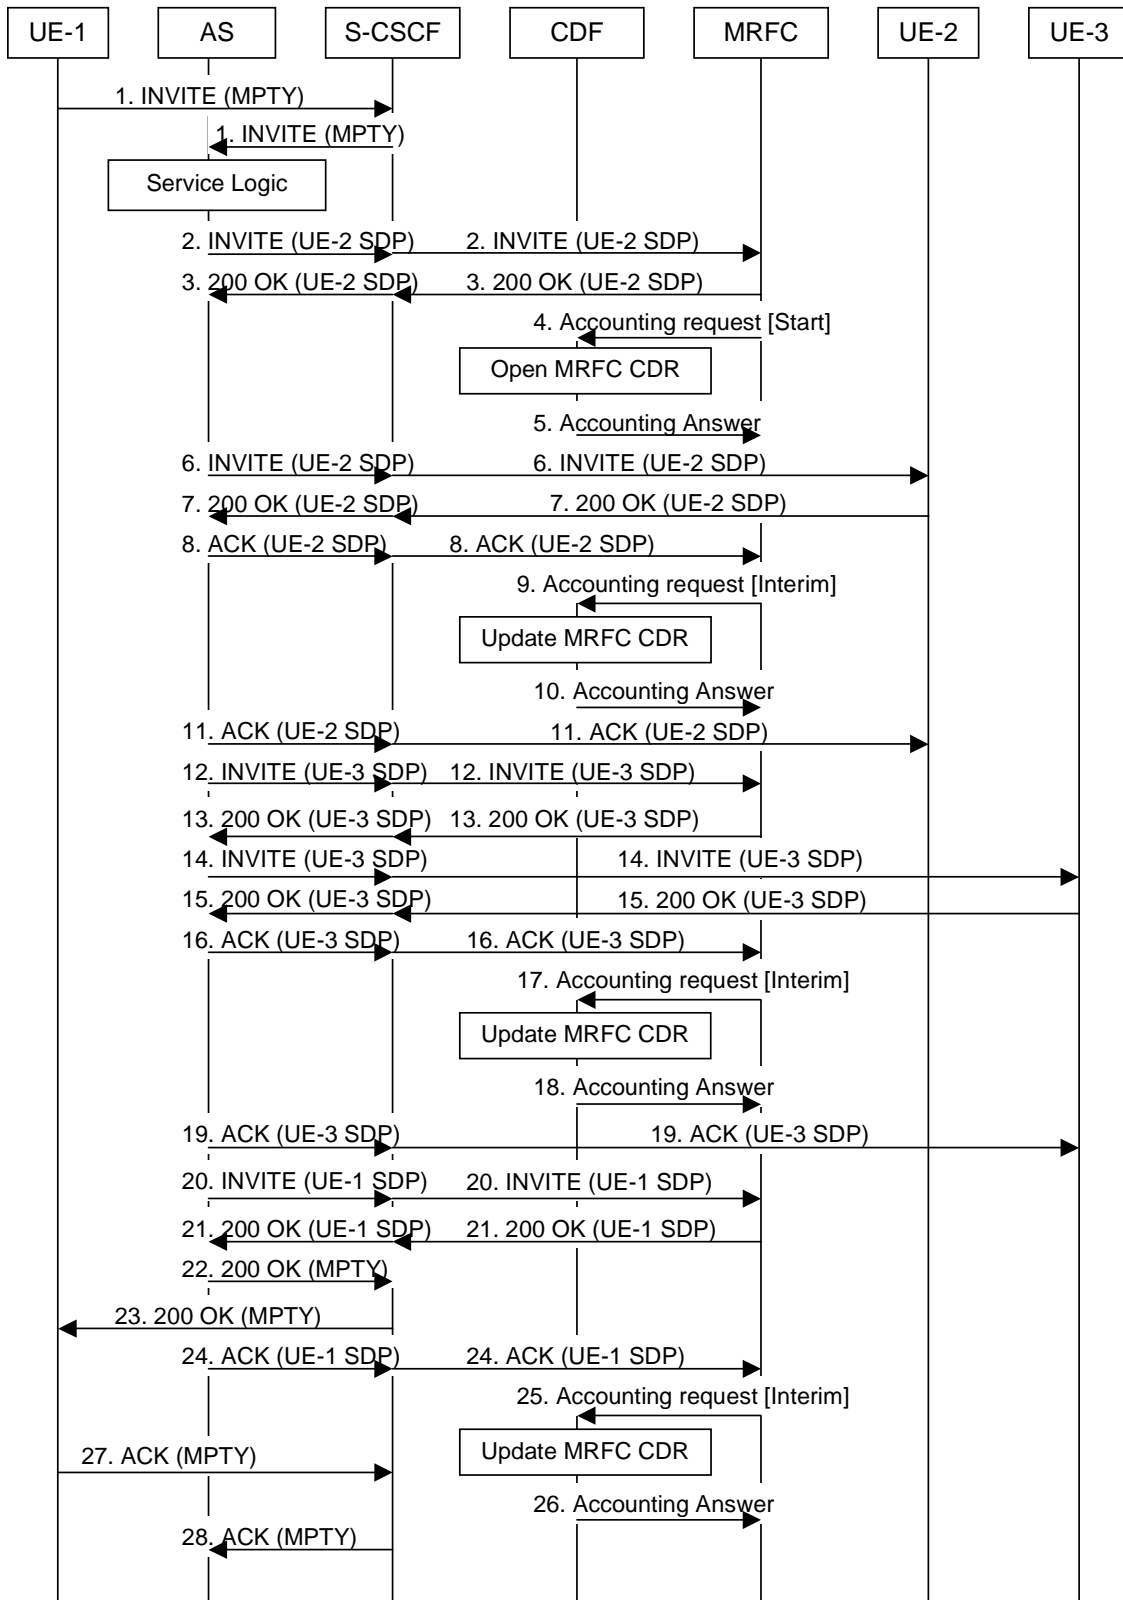 UE-1 AS S-CSCF CDF MRFC UE-2 UE-3
1. INVITE (MPTY)
1. INVITE (MPTY)
Service Logic
2. INVITE (UE-2 SDP) 2. INVITE (UE-2 SDP)
3. 200 OK (UE-2 SDP) 3. 200 OK (UE-2 SDP)
4. Accounting request [Start]
Open MRFC CDR
5. Accounting Answer
6. INVITE (UE-2 SDP) 6. INVITE (UE-2 SDP)
7. 200 OK (UE-2 SDP) 7. 200 OK (UE-2 SDP)
8. ACK (UE-2 SDP) 8. ACK (UE-2 SDP)
9. Accounting request [Interim]
Update MRFC CDR
10. Accounting Answer
11. ACK (UE-2 SDP) 11. ACK (UE-2 SDP)
12. INVITE (UE-3 SDP) 12. INVITE (UE-3 SDP)
13. 200 OK (UE-3 SDP) 13. 200 OK (UE-3 SDP)
14. INVITE (UE-3 SDP) 14. INVITE (UE-3 SDP)
15. 200 OK (UE-3 SDP) 15. 200 OK (UE-3 SDP)
16. ACK (UE-3 SDP) 16. ACK (UE-3 SDP)
17. Accounting request [Interim]
Update MRFC CDR
18. Accounting Answer
19. ACK (UE-3 SDP) 19. ACK (UE-3 SDP)
20. INVITE (UE-1 SDP) 20. INVITE (UE-1 SDP)
21. 200 OK (UE-1 SDP) 21. 200 OK (UE-1 SDP)
22. 200 OK (MPTY)
23. 200 OK (MPTY)
24. ACK (UE-1 SDP) 24. ACK (UE-1 SDP)
25. Accounting request [Interim]
Update MRFC CDR
27. ACK (MPTY)
26. Accounting Answer
28. ACK (MPTY)